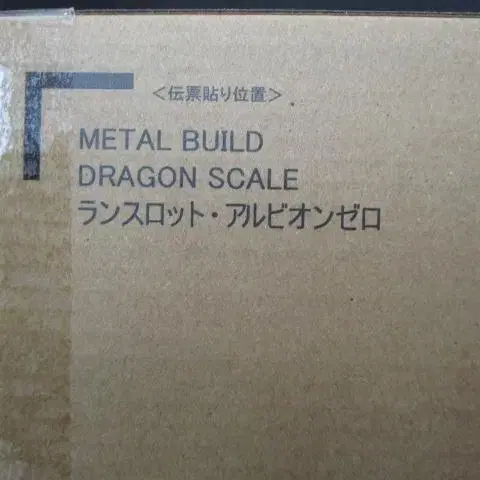 ＜伝票貼り位置＞
METAL BUILD
DRAGON SCALE
ランスロット・アルビオンゼロ